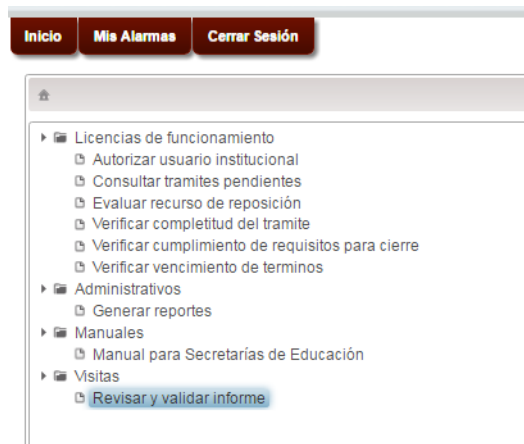 Inicio Mis Alarmas Cerrar Sesión
Licencias de funcionamiento
Autorizar usuario institucional
Consultar tramites pendientes
Evaluar recurso de reposición
Verificar completitud del tramite
Verificar cumplimiento de requisitos para cierre
Verificar vencimiento de terminos
Administrativos
Generar reportes
Manuales
Manual para Secretarías de Educación
Visitas
Revisar y validar informe